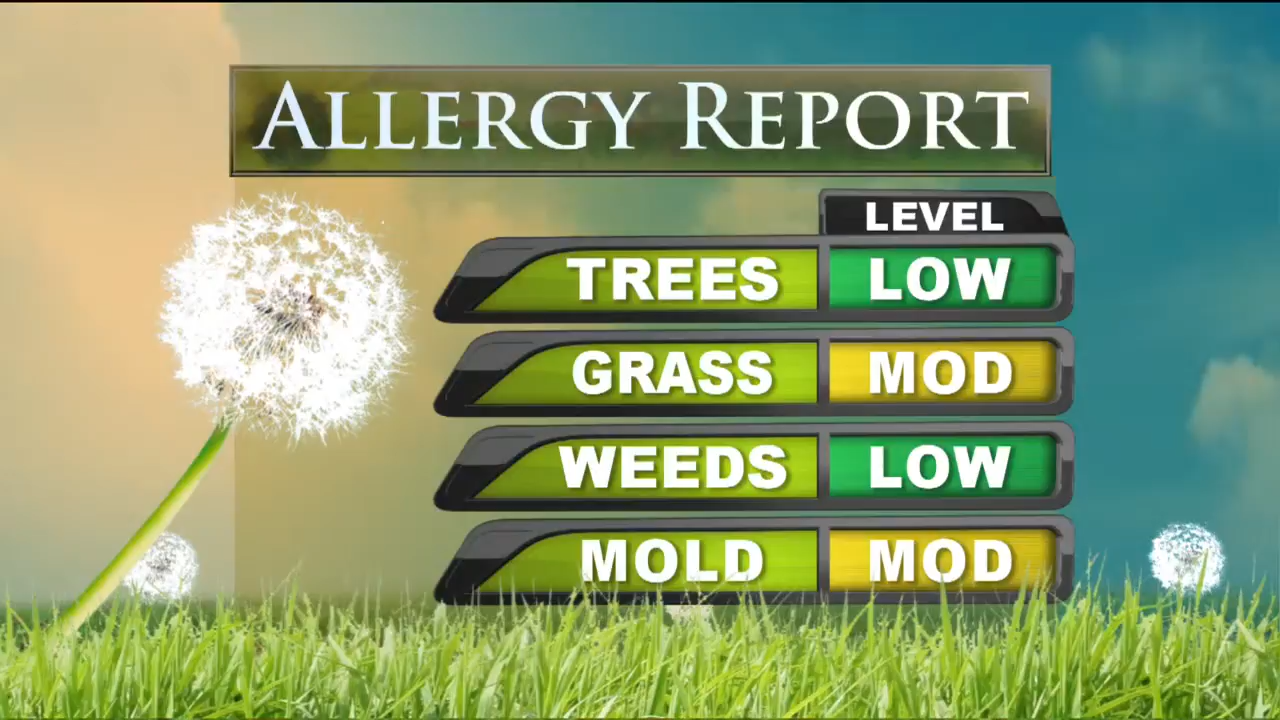 ALLERGY REPORT
LEVEL
TREES LOW
GRASS MOD
WEEDS LOW
MOLD MOD